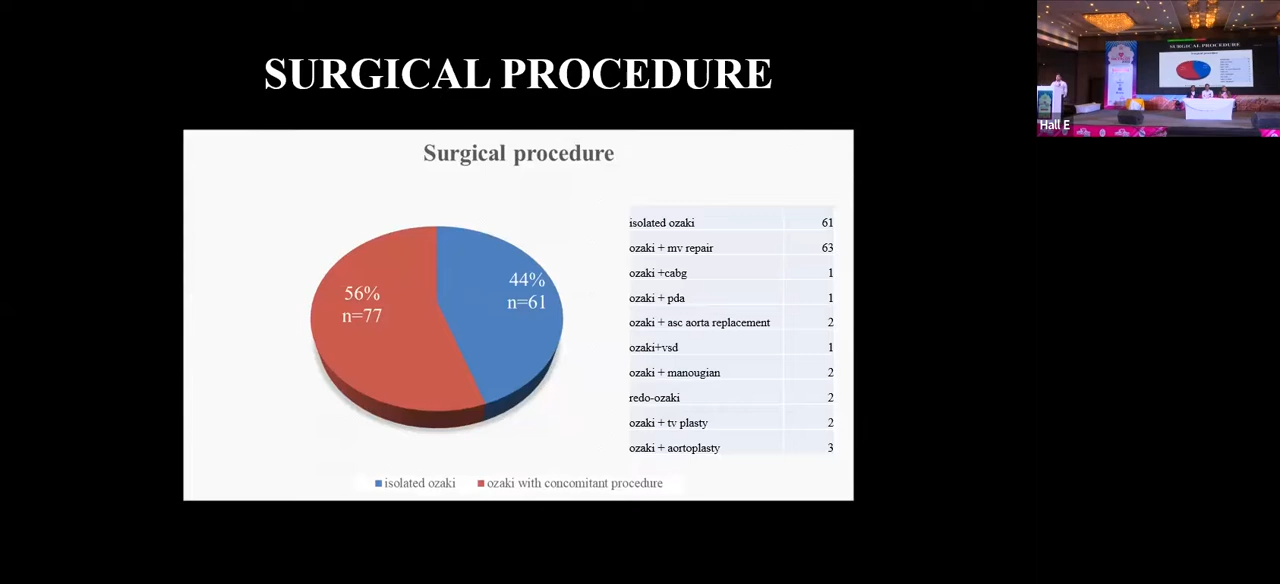 SURGICAL PROCEDURE
Surgical procedure
56%
n=77
44%
n=61
isolated ozaki 61
ozaki + mv repair 63
ozaki +cabg 1
ozaki + pda 1
ozaki + asc aorta replacement 2
ozaki+vsd 1
ozaki + manougian 2
redo-ozaki 2
ozaki + tv plasty 2
ozaki + aortoplasty 3
isolated ozaki ozaki with concomitant procedure
SURGICAL PROCEDURE
Hall E